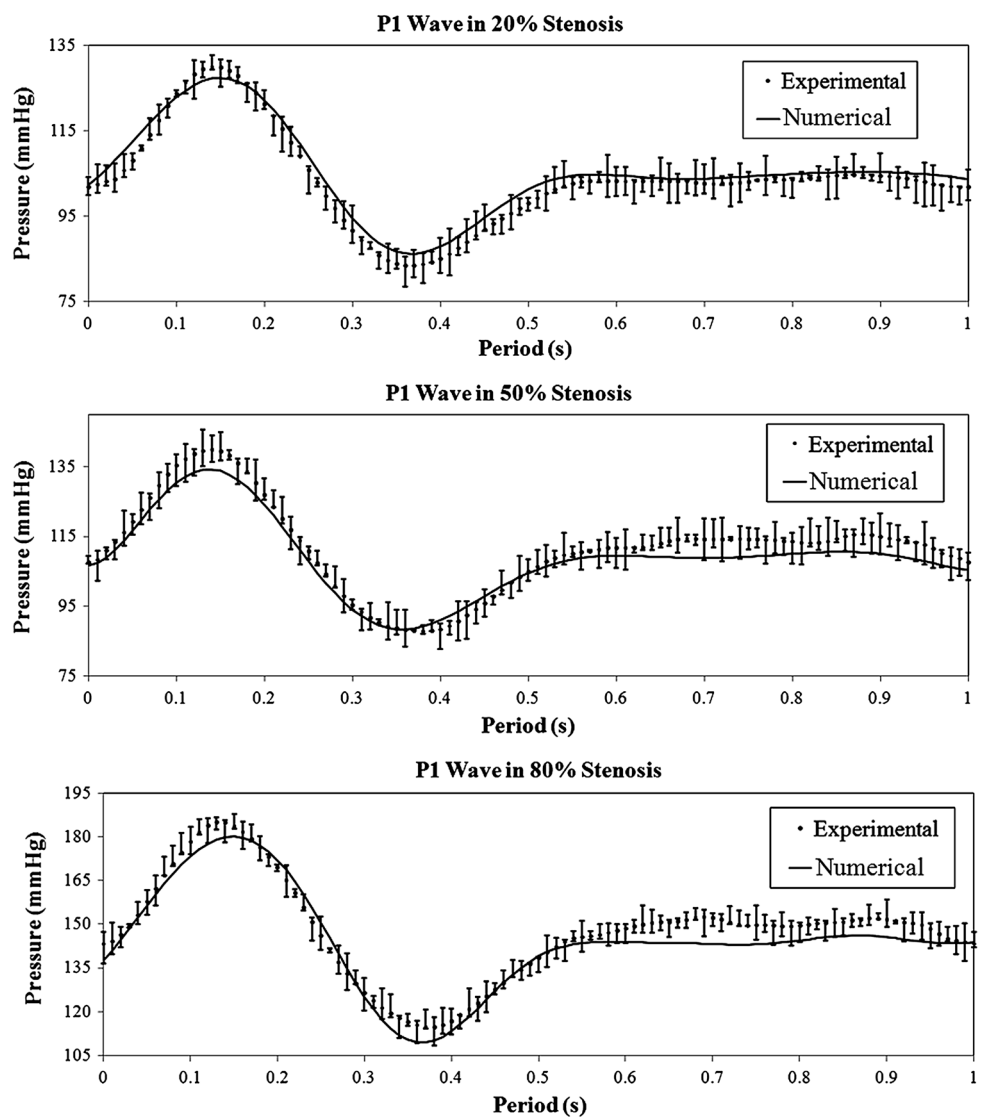 P1 Wave in 20% Stenosis
Pressure (mmHg)
135
115
95
75
Experimental
Numerical
0 0.1 0.2 0.3 0.4 0.5 0.6 0.7 0.8 0.9 1
Period (s)
P1 Wave in 50% Stenosis
Pressure (mmHg)
135
115
95
75
Experimental
Numerical
0 0.1 0.2 0.3 0.4 0.5 0.6 0.7 0.8 0.9 1
Period (s)
P1 Wave in 80% Stenosis
Pressure (mmHg)
195
180
165
150
135
120
105
Experimental
Numerical
0 0.1 0.2 0.3 0.4 0.5 0.6 0.7 0.8 0.9 1
Period (s)